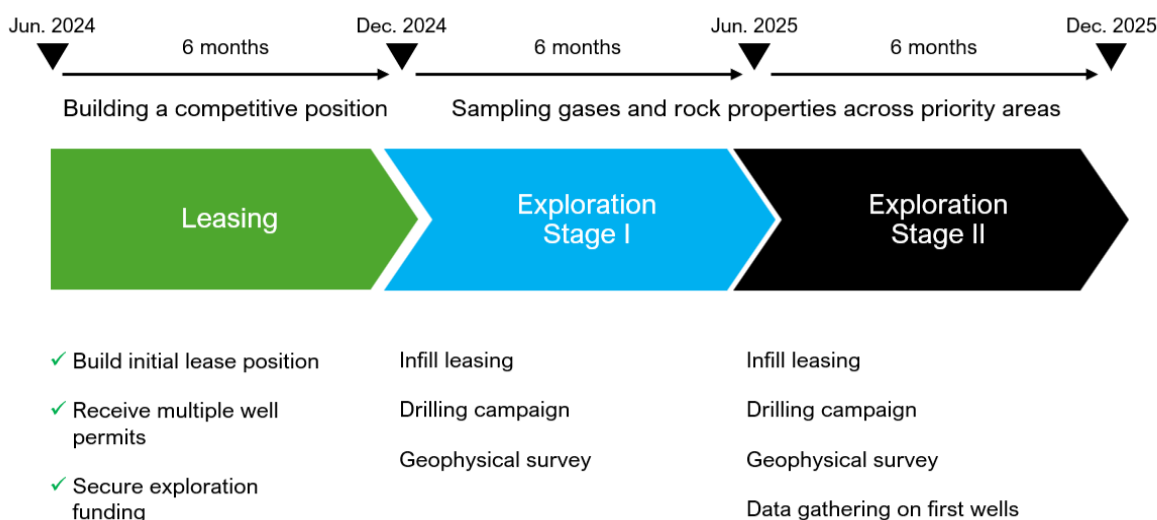 Jun. 2024
Dec. 2024
Jun. 2025
Dec. 2025
6 months
6 months
6 months
Building a competitive position
Sampling gases and rock properties across priority areas
Leasing
Exploration
Stage I
Exploration
Stage II
✓ Build initial lease position
✓ Receive multiple well
permits
✓ Secure exploration
funding
Infill leasing
Drilling campaign
Geophysical survey
Infill leasing
Drilling campaign
Geophysical survey
Data gathering on first wells